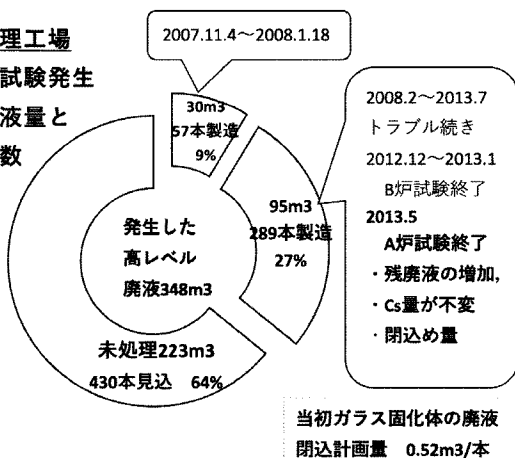 理工場
試験発生
液量と
数
2007.11.4～2008.1.18
30m3
57本製造
9%
95m3
289本製造
27%
発生した
高レベル
廃液348m3
未処理223m3
430本見込 64%
2008.2～2013.7
トラブル続き
2012.12～2013.1
B炉試験終了
2013.5
A炉試験終了
・残廃液の増加,
・Cs量が不変
・閉込め量
当初ガラス固化体の廃液
閉込計画量 0.52m3/本